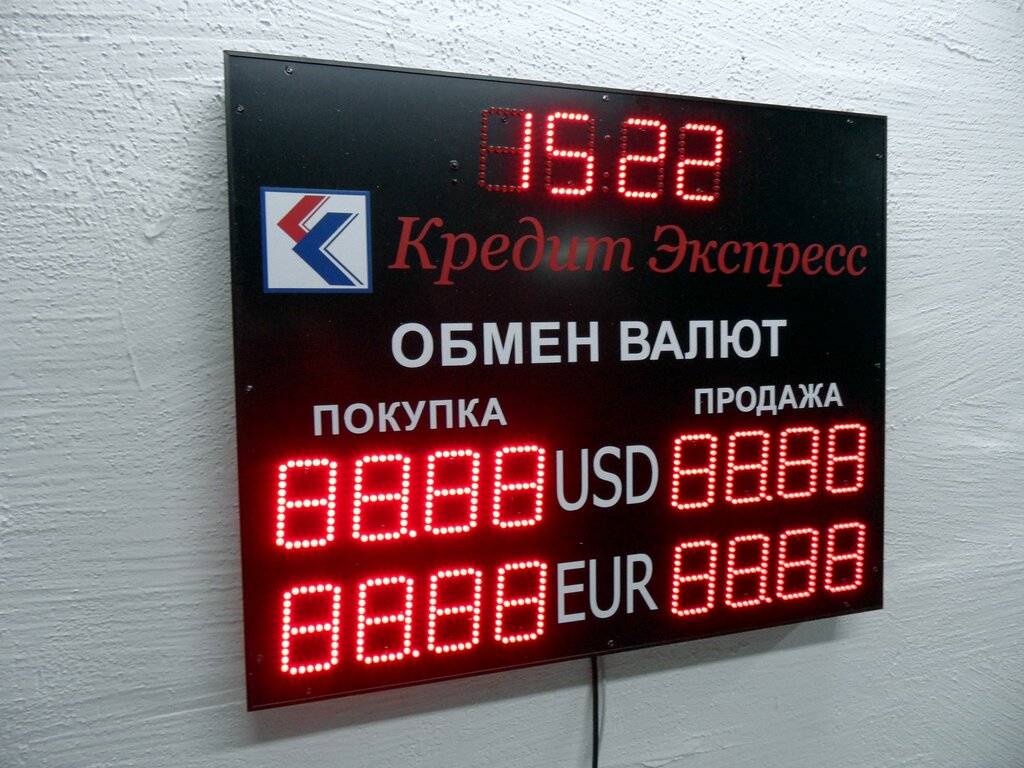 15 22
Кредит Экспресс
ОБМЕН ВАЛЮТ
ПОКУПКА ПРОДАЖА
88.88 USD 88.88
88.88 EUR 88.88